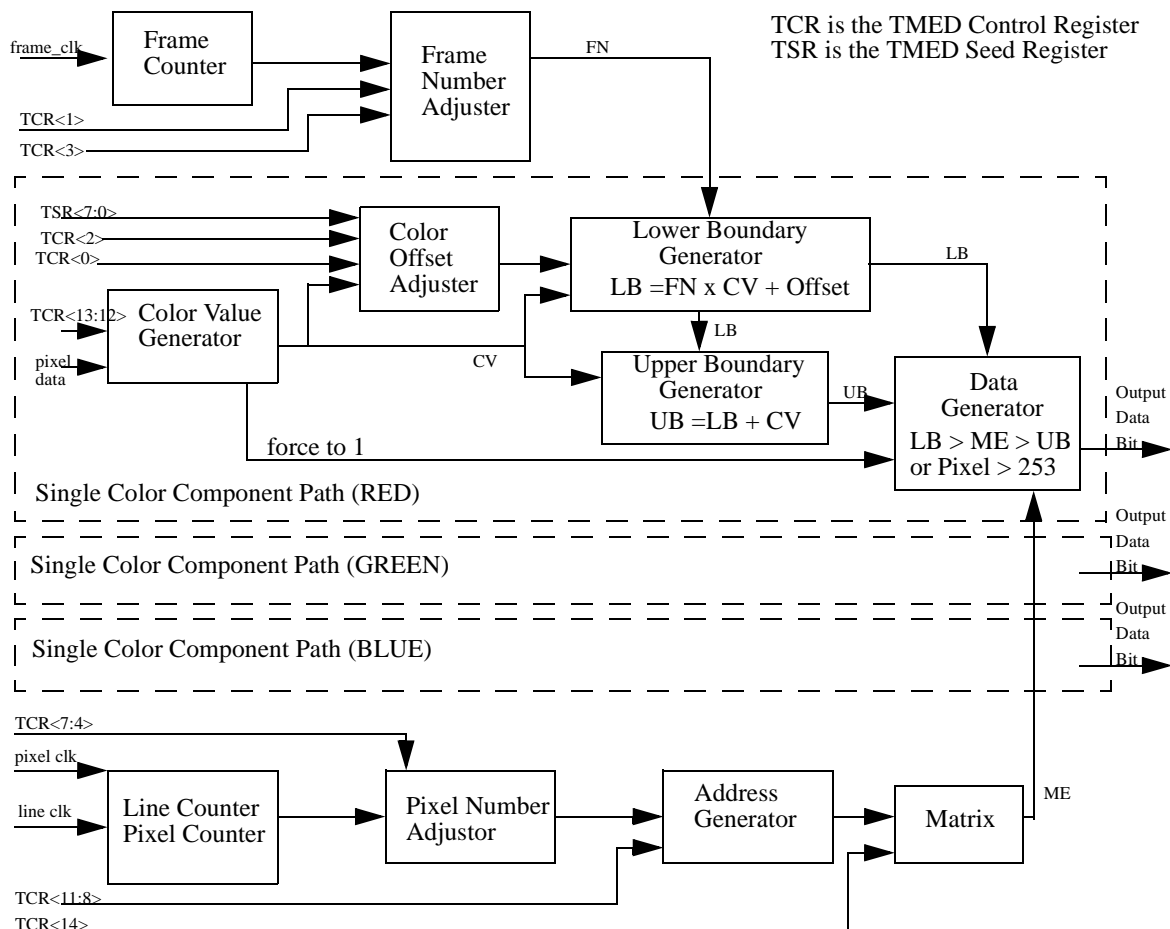 TCR is the TMED Control Register
TSR is the TMED Seed Register
frame_clk
Frame
Counter
Frame
Number
Adjuster
FN
TCR<1>
TCR<3>
TSR<7:0>
TCR<2>
TCR<0>
Color
Offset
Adjuster
Lower Boundary
Generator
LB =FN x CV + Offset
LB
TCR<13:12>
pixel
data
Color Value
Generator
CV
LB
Upper Boundary
Generator
UB =LB + CV
UB
Data
Generator
LB > ME > UB
or Pixel > 253
Output
Data
Bit
force to 1
Single Color Component Path (RED)
Output
Data
Bit
Single Color Component Path (GREEN)
Output
Data
Bit
Single Color Component Path (BLUE)
TCR<7:4>
pixel clk
line clk
Line Counter
Pixel Counter
Pixel Number
Adjustor
Address
Generator
Matrix
ME
TCR<11:8>
TCR<14>